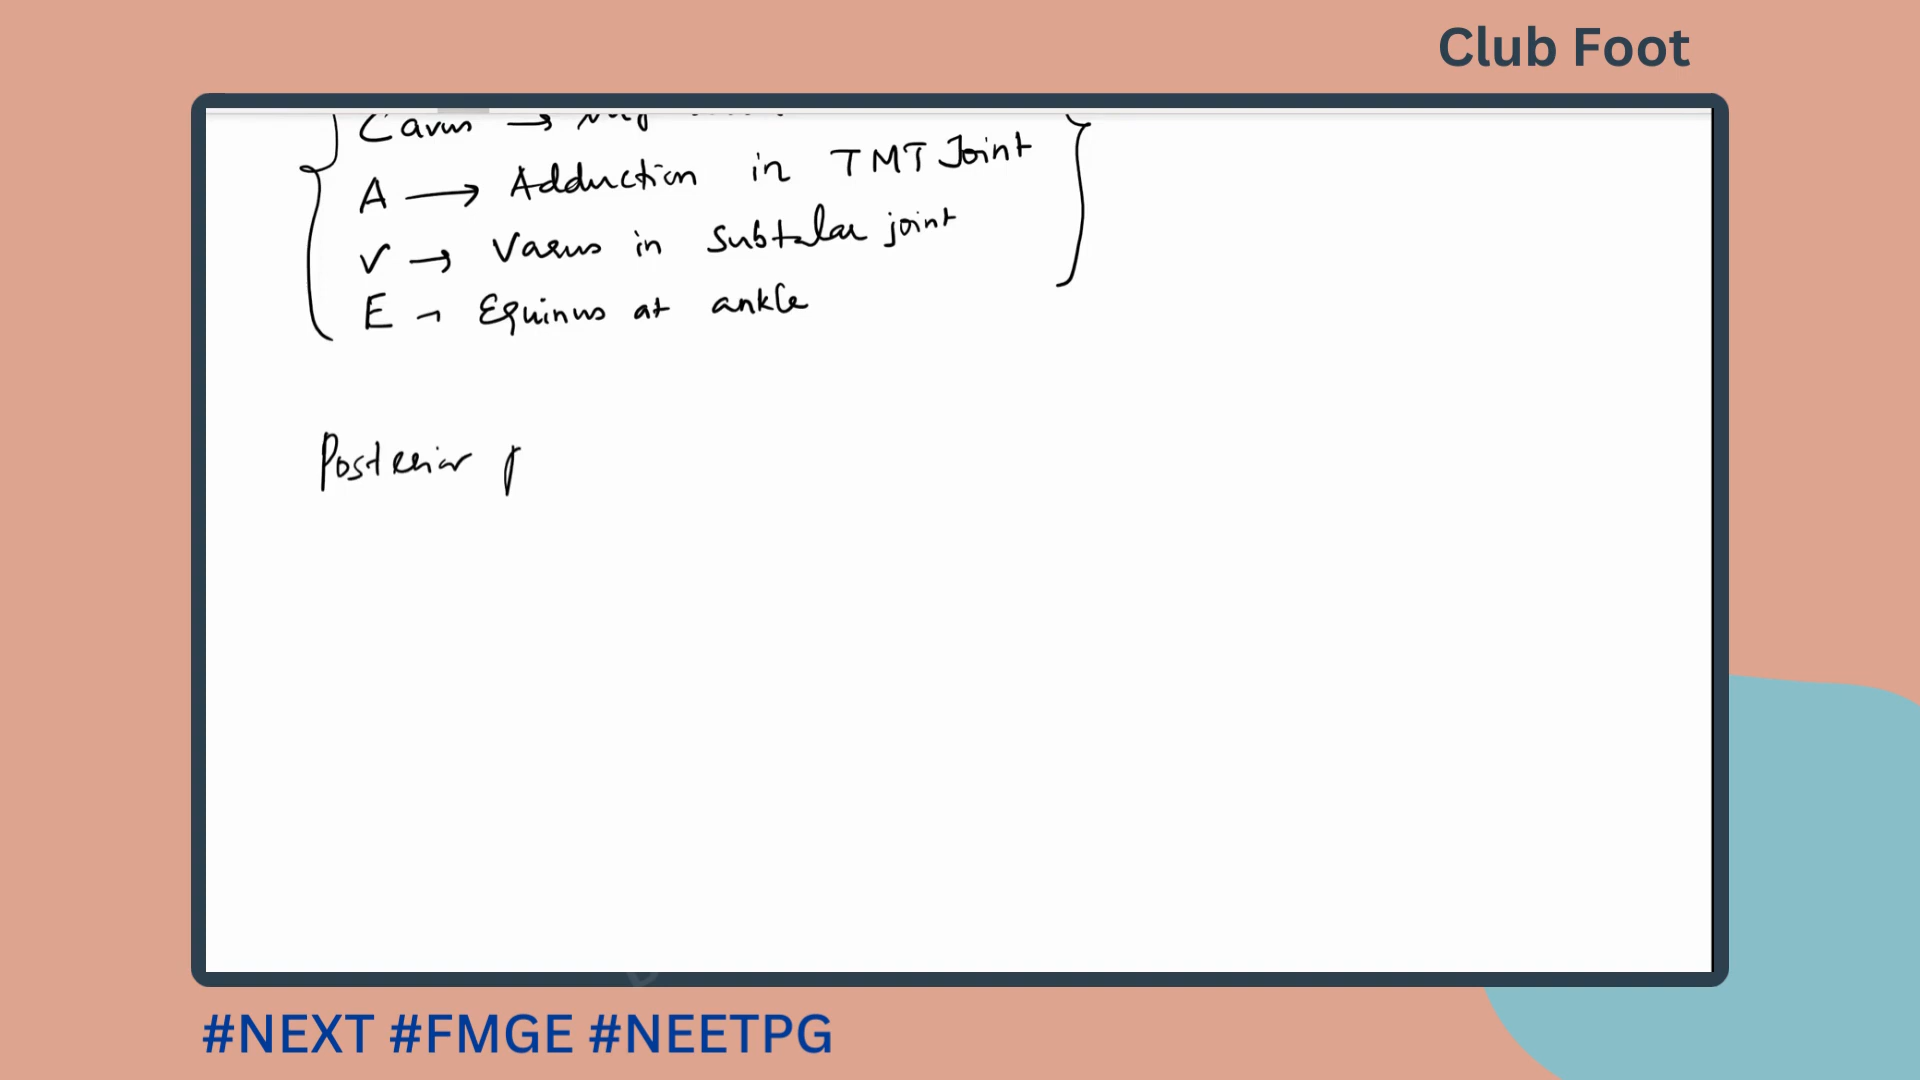 Club Foot
Cavus →
A → Adduction in TMT Joint
V → Varus in Subtalar joint
E → Equinus at ankle
Posterior p
#NEXT #FMGE #NEETPG